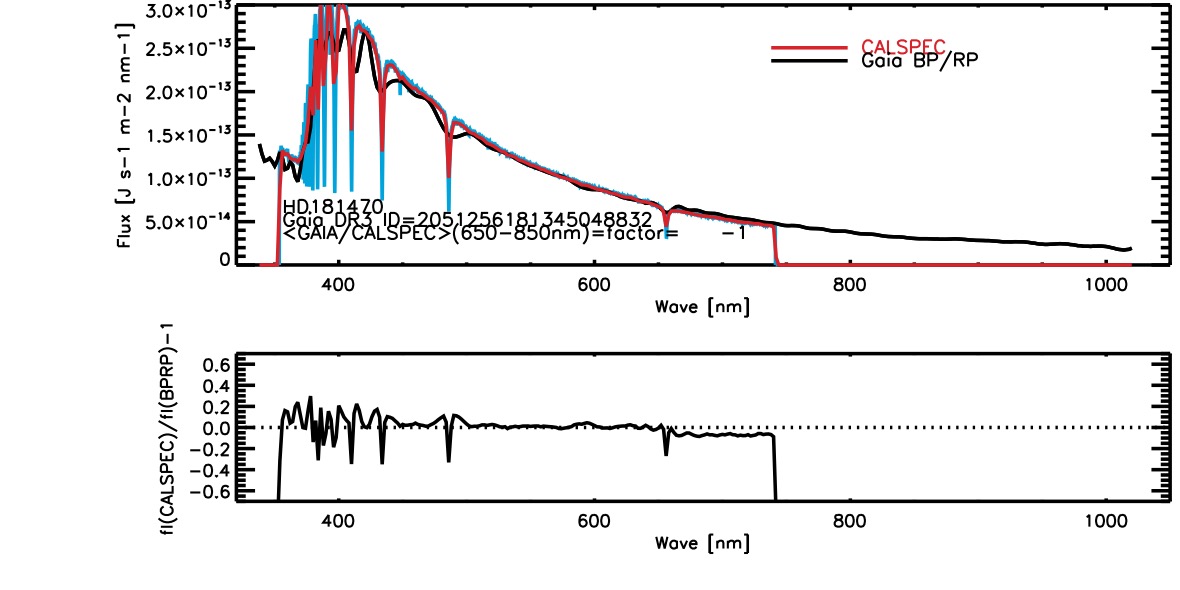 3.0×10−13
2.5×10−13
2.0×10−13
1.5×10−13
1.0×10−13
5.0×10−14
0
Flux [J s−1 m−2 nm−1]
CALSPEC
Gaia BP/RP
HD181470
Gaia DR3 ID=2051256181345048832
<GAIA/CALSPEC>(650−850nm)=factor= −1
400 600 800 1000
Wave [nm]
fl(CALSPEC)/fl(BPRP)−1
0.6
0.4
0.2
0.0
−0.2
−0.4
−0.6
400 600 800 1000
Wave [nm]